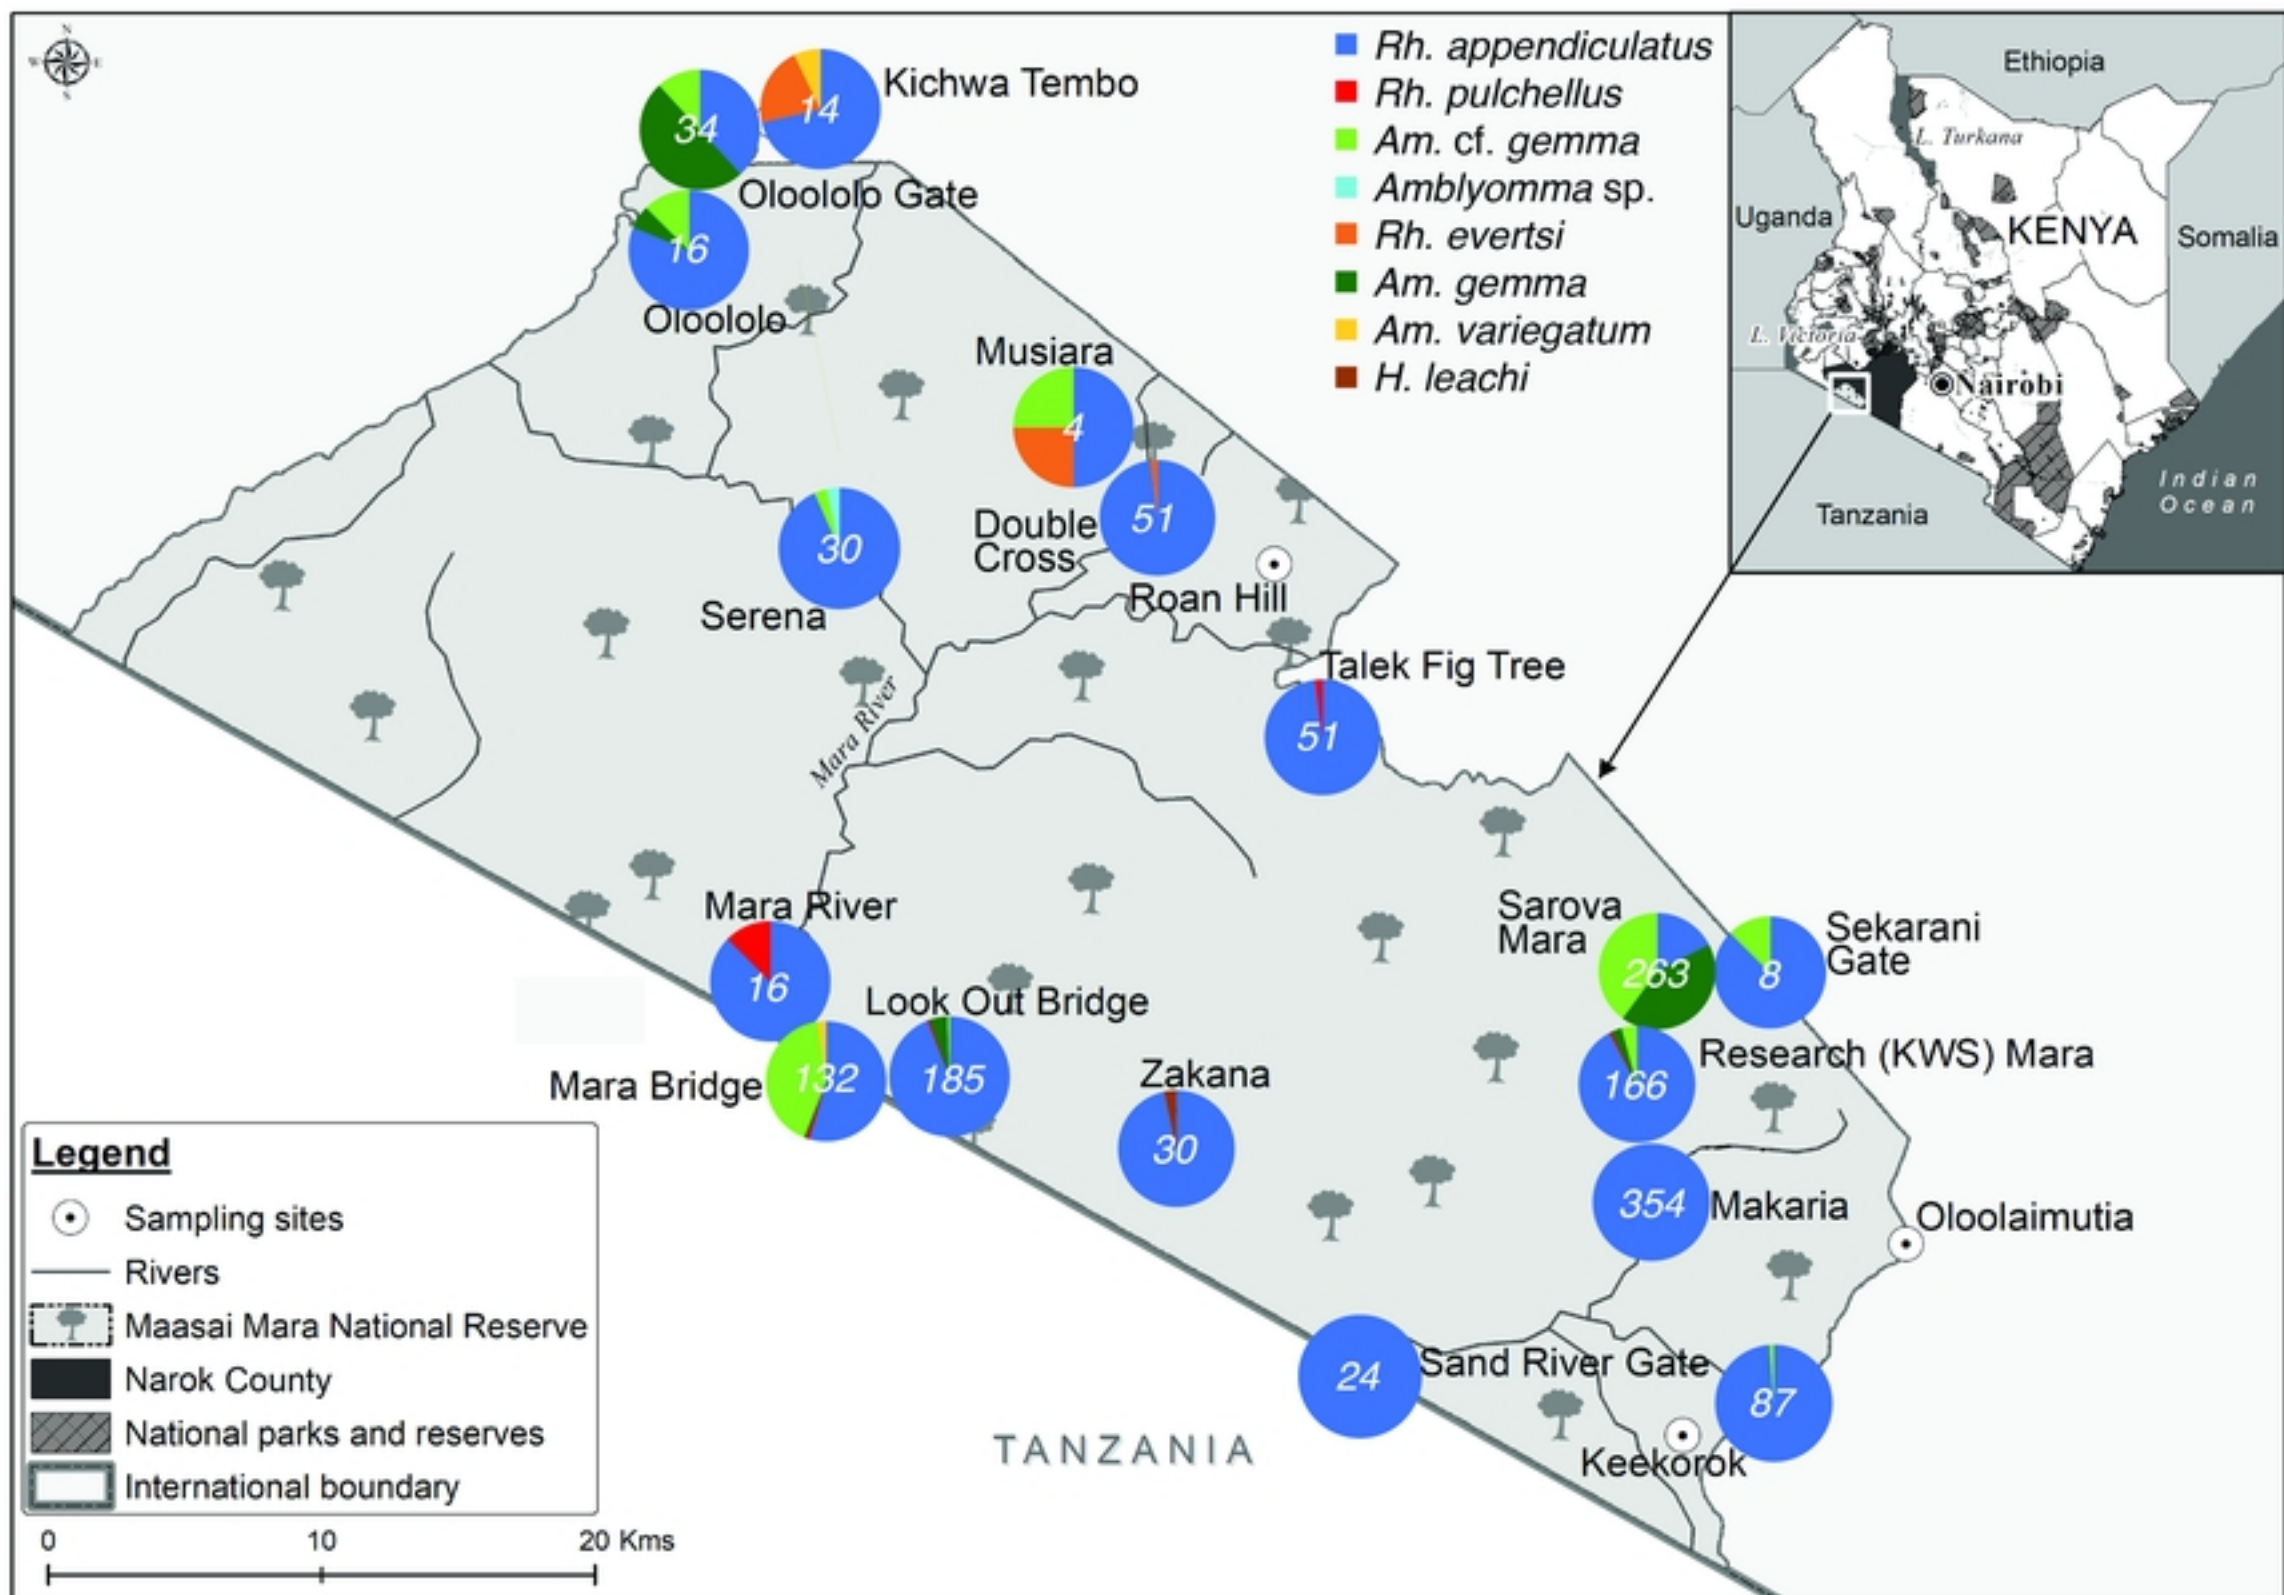 N
W
E
S
Rh. appendiculatus
Rh. pulchellus
Am. cf. gemma
Amblyomma sp.
Rh. evertsi
Am. gemma
Am. variegatum
H. leachi
Ethiopia
L. Turkana
Uganda
KENYA
Somalia
L. Victoria
Nairobi
Tanzania
Indian
Ocean
34
14
Kichwa Tembo
Oloololo Gate
16
Oloololo
Musiara
4
Double
Cross
51
30
Serena
Roan Hill
Talek Fig Tree
51
Mara River
Mara River
16
Look Out Bridge
Mara Bridge
132
185
Zakana
30
Sarova
Mara
263
8
Sekarani
Gate
166
Research (KWS) Mara
354
Makaria
Oloolaimutia
24
Sand River Gate
87
Keekorok
TANZANIA
Legend
Sampling sites
Rivers
Maasai Mara National Reserve
Narok County
National parks and reserves
International boundary
0
10
20 Kms